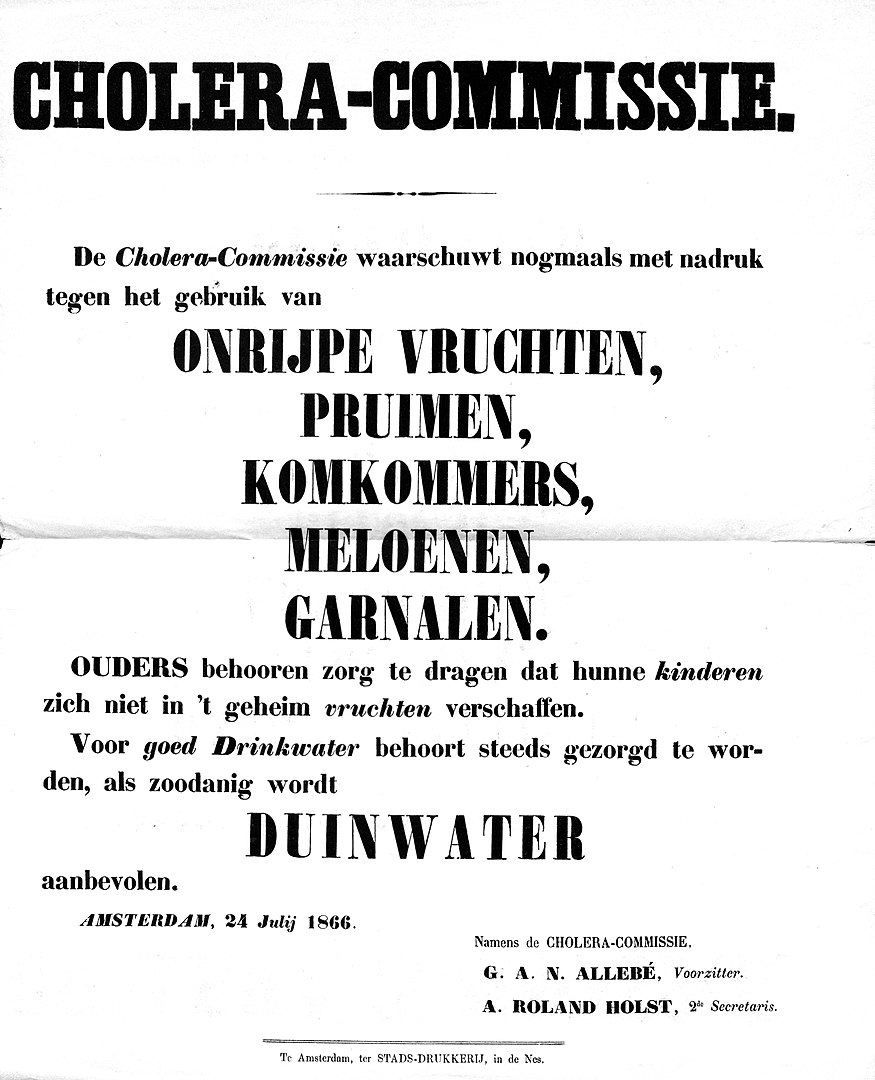 CHOLERA-COMMISSIE.
De Cholera-Commissie waarschuwt nogmaals met nadruk
tegen het gebruik van
ONRIJPE VRUCHTEN,
PRUIMEN,
KOMKOMMERS,
MELOENEN,
GARNALEN.
OUDERS behooren zorg te dragen dat hunne kinderen
zich niet in 't geheim vruchten verschaffen.
Voor goed Drinkwater behoort steeds gezorgd te wor-
den, als zoodanig wordt
DUINWATER
aanbevolen.
AMSTERDAM, 24 Julij 1866.
Namens de CHOLERA-COMMISSIE.
G. A. N. ALLEBÉ, Voorzitter.
A. ROLAND HOLST, 2de Secretaris.
Te Amsterdam, ter STADS-DRUKKERIJ, in de Nes.